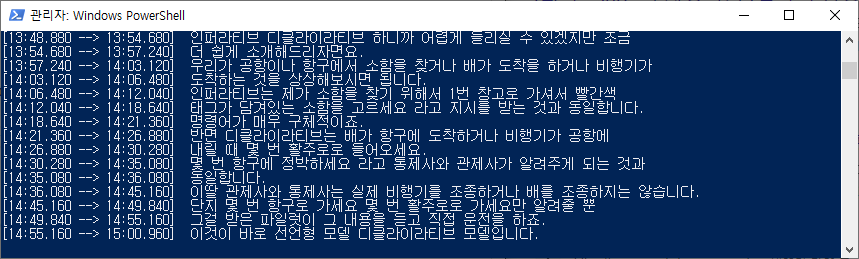 관리자: Windows PowerShell
[13:48.880 --> 13:54.680]  인퍼라티브 디클라이라티브 하니까 어렵게 들리실 수 있겠지만 조금
[13:54.680 --> 13:57.240]  더 쉽게 소개해드리자면요.
[13:57.240 --> 14:03.120]  우리가 공항이나 항구에서 소함을 찾거나 배가 도착을 하거나 비행기가
[14:03.120 --> 14:06.480]  도착하는 것을 상상해보시면 됩니다.
[14:06.480 --> 14:12.040]  인퍼라티브는 제가 소함을 찾기 위해서 1번 창고로 가셔서 빨간색
[14:12.040 --> 14:18.640]  태그가 담겨있는 소함을 고르세요 라고 지시를 받는 것과 동일합니다.
[14:18.640 --> 14:21.360]  명령어가 매우 구체적이죠.
[14:21.360 --> 14:26.880]  반면 디클라이라티브는 배가 항구에 도착하거나 비행기가 공항에
[14:26.880 --> 14:30.280]  내릴 때 몇 번 활주로로 들어오세요.
[14:30.280 --> 14:35.080]  몇 번 항구에 정박하세요 라고 통제사와 관제사가 알려주게 되는 것과
[14:35.080 --> 14:36.080]  동일합니다.
[14:36.080 --> 14:45.160]  이딸 관제사와 통제사는 실제 비행기를 조종하거나 배를 조종하지는 않습니다.
[14:45.160 --> 14:49.840]  단지 몇 번 항구로 가세요 몇 번 활주로로 가세요만 알려줄 뿐
[14:49.840 --> 14:55.160]  그걸 받은 파일럿이 그 내용을 듣고 직접 운전을 하죠.
[14:55.160 --> 15:00.960]  이것이 바로 선언형 모델 디클라이라티브 모델입니다.